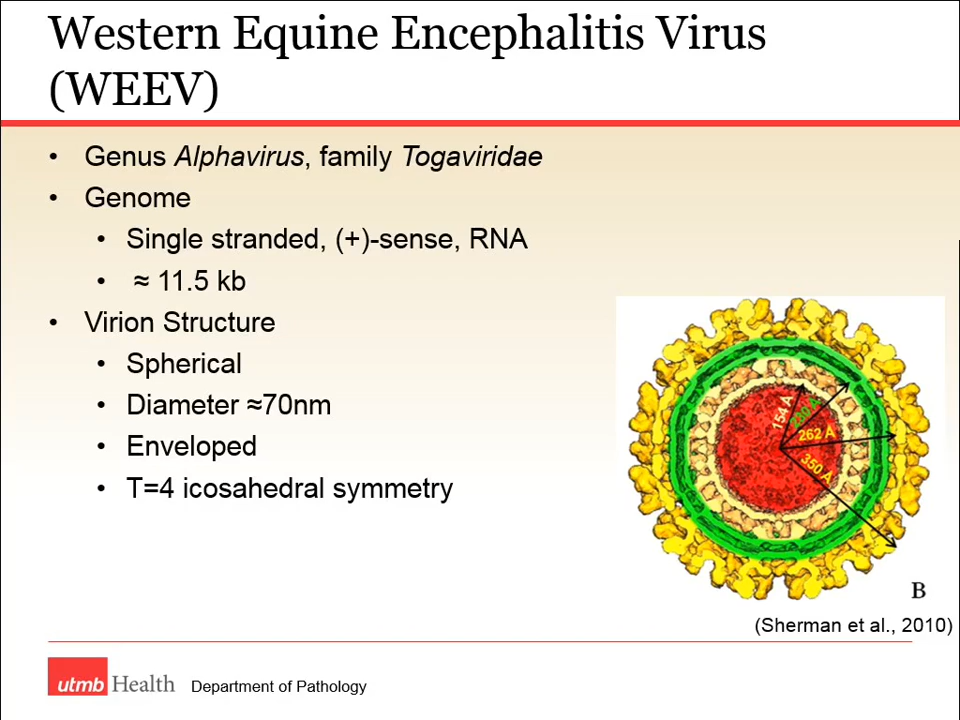 Western Equine Encephalitis Virus
(WEEV)
• Genus Alphavirus, family Togaviridae
• Genome
• Single stranded, (+)-sense, RNA
• ≈ 11.5 kb
• Virion Structure
• Spherical
• Diameter ≈70nm
• Enveloped
• T=4 icosahedral symmetry
154 A
262 A
350 A
B
(Sherman et al., 2010)
utmb Health
Department of Pathology